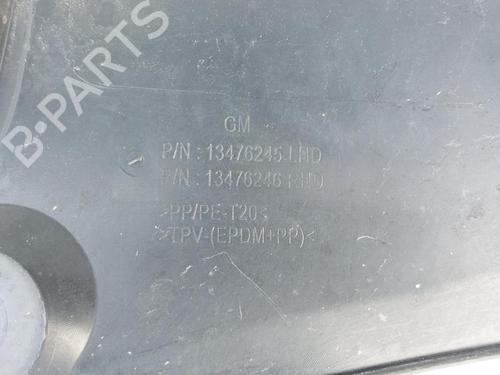 B-PARTS
GM
P/N : 13476245 LHD
P/N : 13476246 RHD
>PP/PE-T20<
>TPV-(EPDM+PP)<